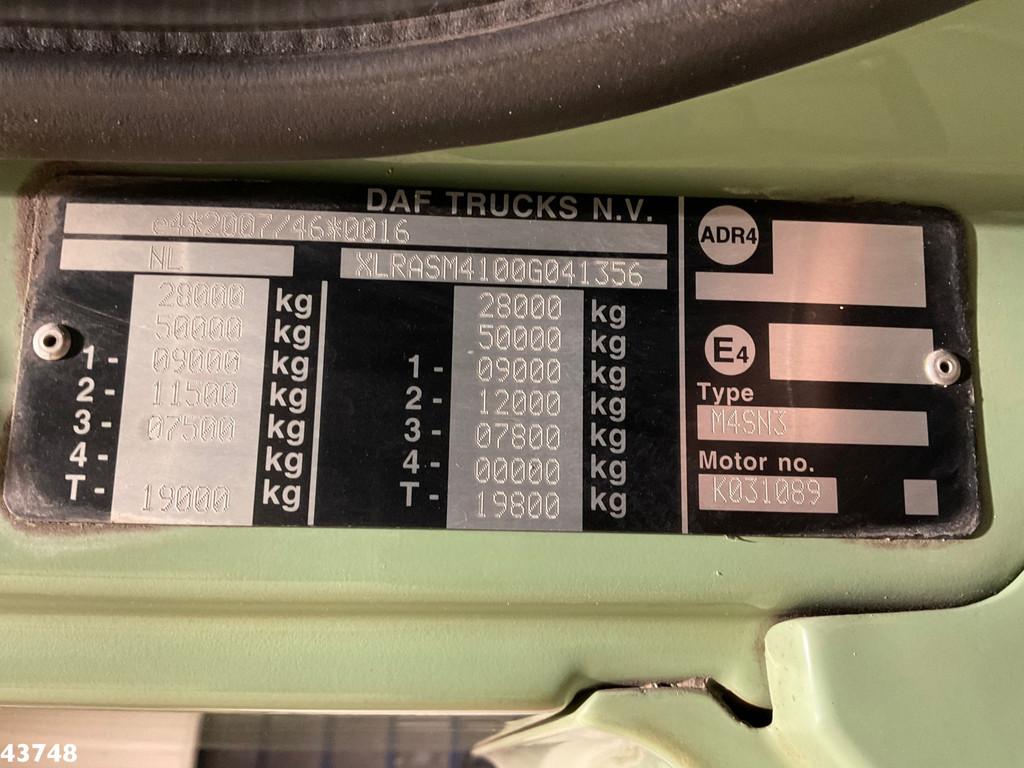 DAF TRUCKS N.V.
e4*2007/46*0016
NL XLRASM4100G041356
28000 kg 28000 kg
50000 kg 50000 kg
1- 09000 kg 1- 09000 kg
2- 11500 kg 2- 12000 kg
3- 07500 kg 3- 07800 kg
4- kg 4- 00000 kg
T- 19000 kg T- 19800 kg
ADR4
E4
Type
M4SN3
Motor no.
K031089
43748